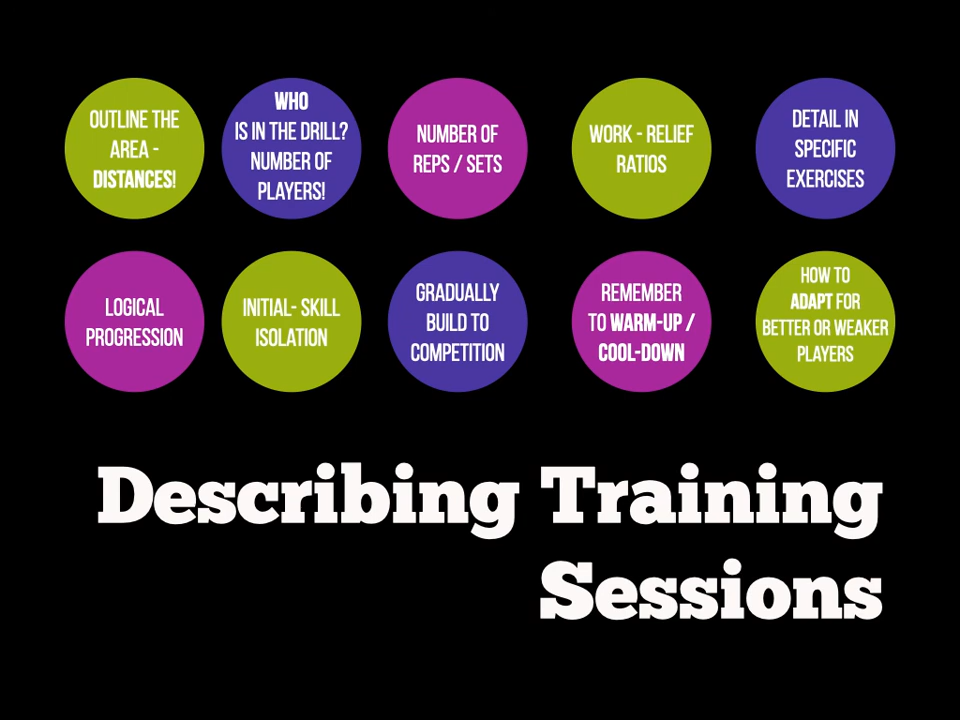 OUTLINE THE
AREA -
DISTANCES!
WHO
IS IN THE DRILL?
NUMBER OF
PLAYERS!
NUMBER OF
REPS / SETS
WORK - RELIEF
RATIOS
DETAIL IN
SPECIFIC
EXERCISES
LOGICAL
PROGRESSION
INITIAL- SKILL
ISOLATION
GRADUALLY
BUILD TO
COMPETITION
REMEMBER
TO WARM-UP /
COOL-DOWN
HOW TO
ADAPT FOR
BETTER OR WEAKER
PLAYERS
Describing Training
Sessions